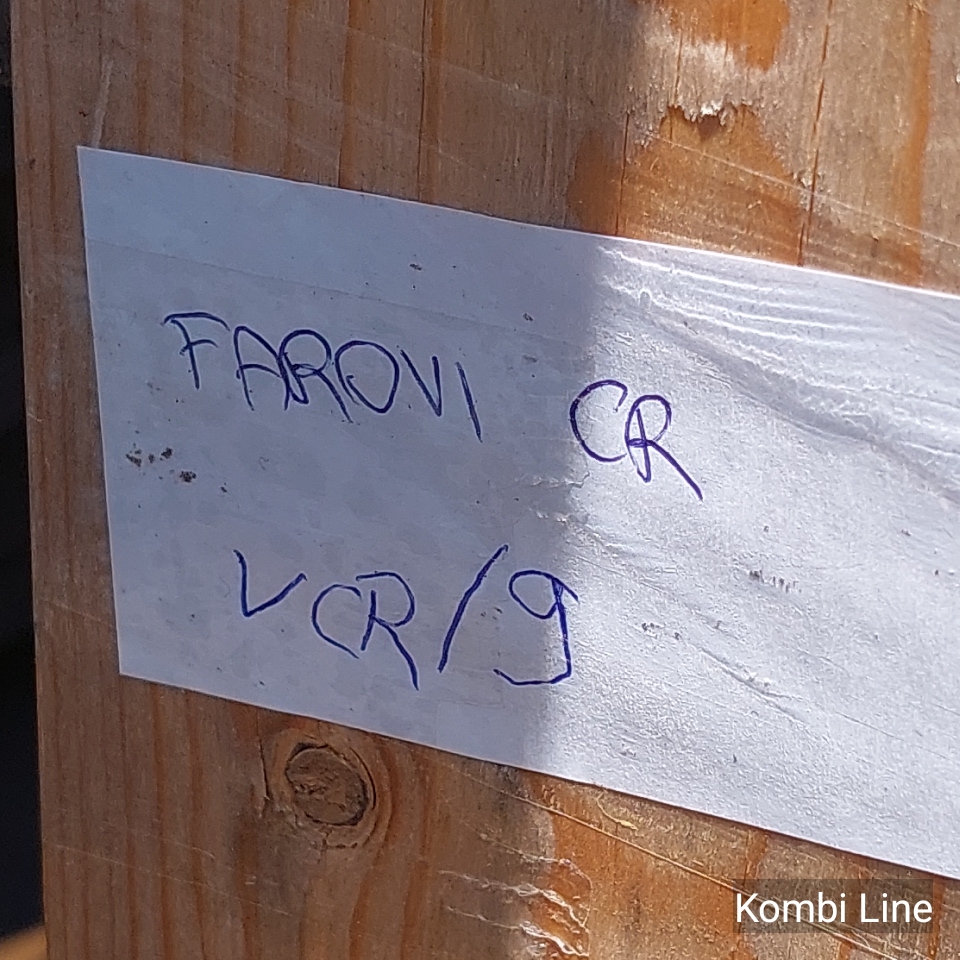 FAROVI CR
VCR/9
Kombi Line